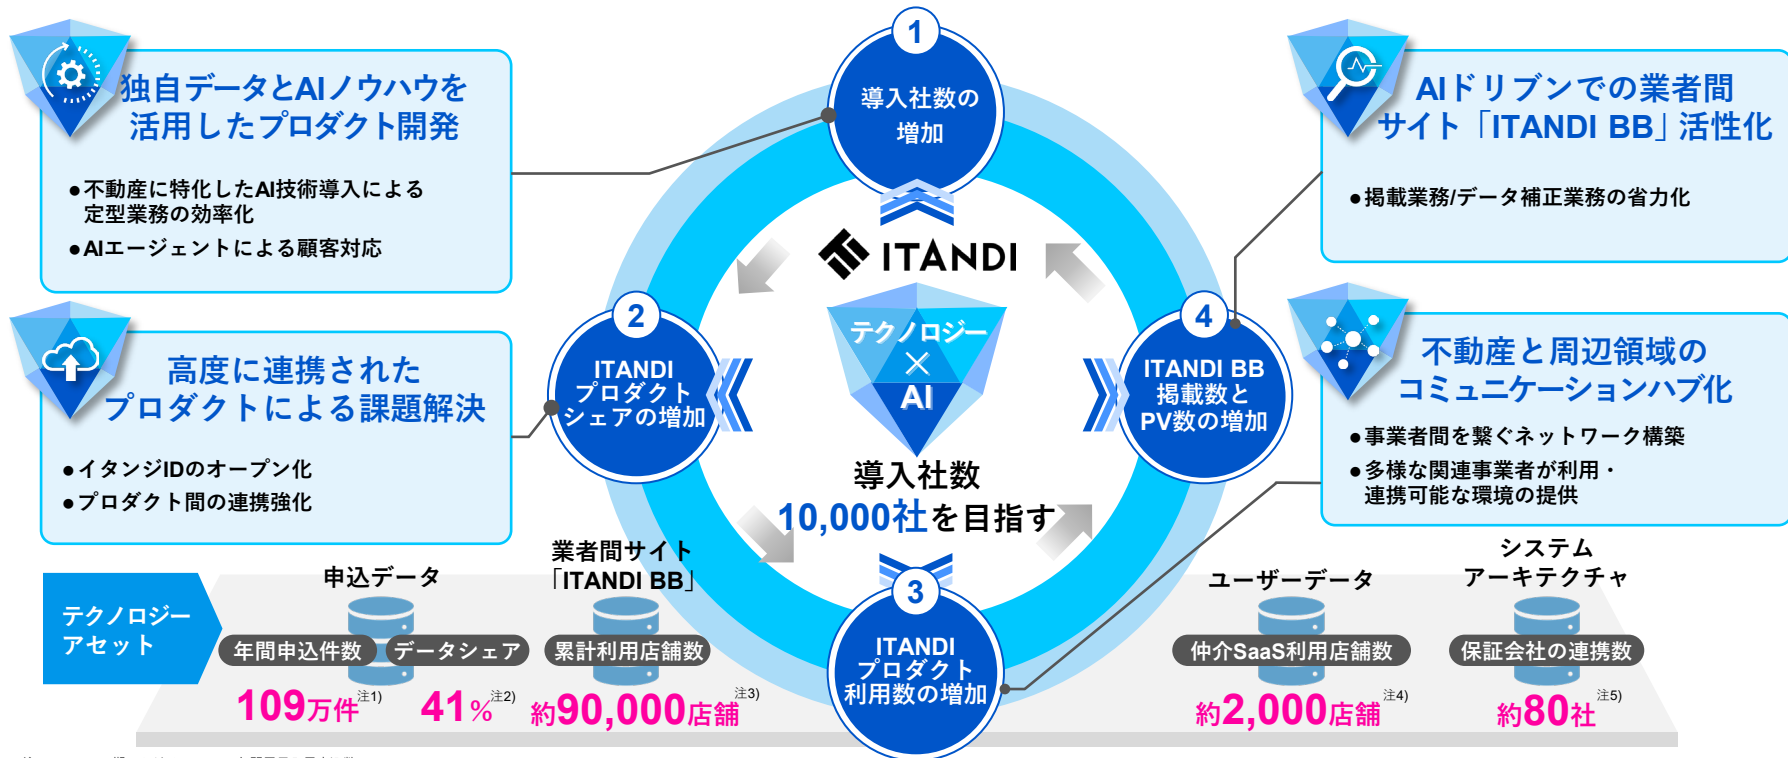 独自データとAIノウハウを
活用したプロダクト開発
●不動産に特化したAI技術導入による
定型業務の効率化
●AIエージェントによる顧客対応
高度に連携された
プロダクトによる課題解決
●イタンジIDのオープン化
●プロダクト間の連携強化
1
導入社数の
増加
2
ITANDI
プロダクト
シェアの増加
ITANDI
テクノロジー
×
AI
導入社数
10,000社を目指す
3
ITANDI
プロダクト
利用数の増加
4
ITANDI BB
掲載数と
PV数の増加
AIドリブンでの業者間
サイト「ITANDI BB」活性化
●掲載業務/データ補正業務の省力化
不動産と周辺領域の
コミュニケーションハブ化
●事業者間を繋ぐネットワーク構築
●多様な関連事業者が利用・
連携可能な環境の提供
テクノロジー
アセット
申込データ
年間申込件数
109万件注1)
データシェア
41%注2)
業者間サイト
「ITANDI BB」
累計利用店舗数
約90,000店舗注3)
ユーザーデータ
仲介SaaS利用店舗数
約2,000店舗注4)
システム
アーキテクチャ
保証会社の連携数
約80社注5)